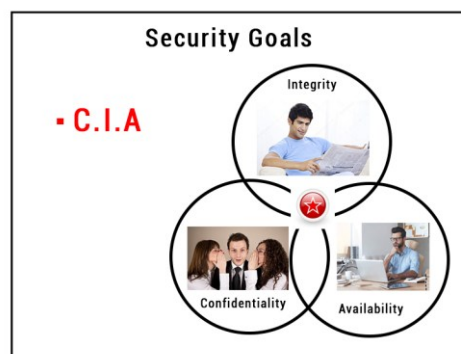 Security Goals
Integrity
▪ C.I.A
Confidentiality
Availability